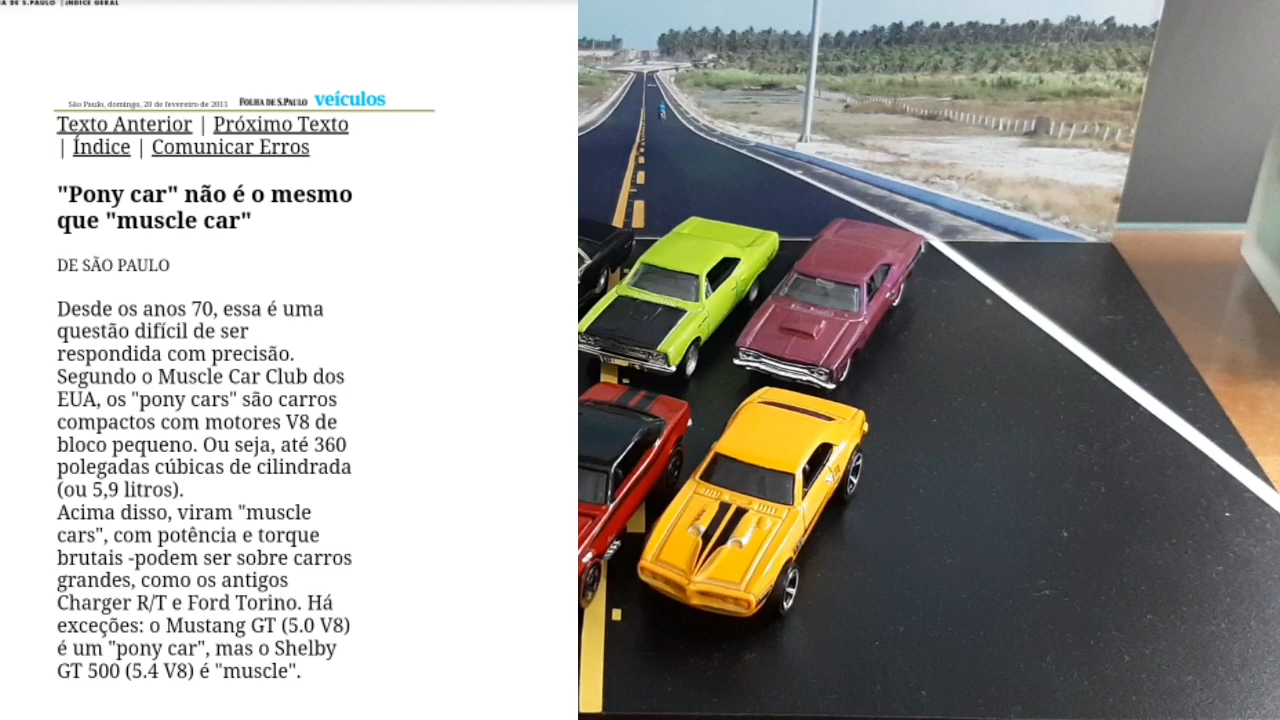 A DE S.PAULO | ÍNDICE GERAL
São Paulo, domingo, 20 de fevereiro de 2011 FOLHA DE S.PAULO veículos
Texto Anterior | Próximo Texto
| Índice | Comunicar Erros
"Pony car" não é o mesmo
que "muscle car"
DE SÃO PAULO
Desde os anos 70, essa é uma
questão difícil de ser
respondida com precisão.
Segundo o Muscle Car Club dos
EUA, os "pony cars" são carros
compactos com motores V8 de
bloco pequeno. Ou seja, até 360
polegadas cúbicas de cilindrada
(ou 5,9 litros).
Acima disso, viram "muscle
cars", com potência e torque
brutais -podem ser sobre carros
grandes, como os antigos
Charger R/T e Ford Torino. Há
exceções: o Mustang GT (5.0 V8)
é um "pony car", mas o Shelby
GT 500 (5.4 V8) é "muscle".